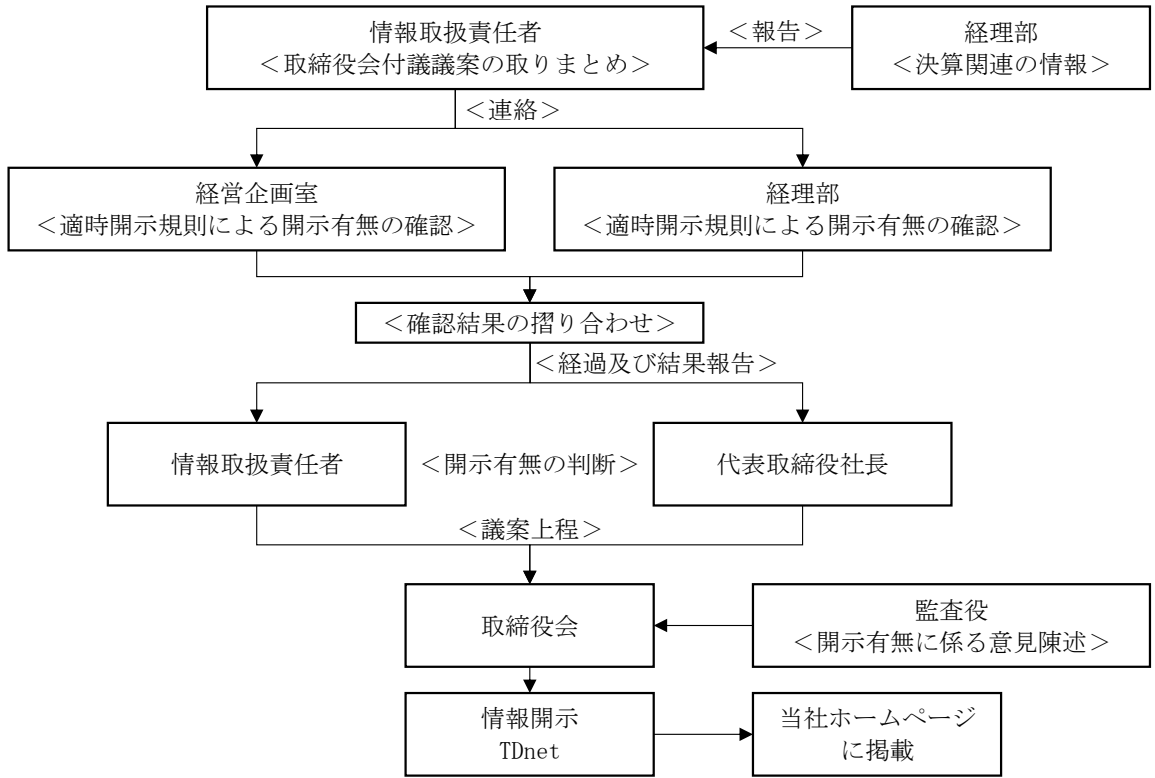 情報取扱責任者
＜取締役会付議議案の取りまとめ＞
＜報告＞
経理部
＜決算関連の情報＞
＜連絡＞
経営企画室
＜適時開示規則による開示有無の確認＞
経理部
＜適時開示規則による開示有無の確認＞
＜確認結果の摺り合わせ＞
＜経過及び結果報告＞
情報取扱責任者
＜開示有無の判断＞
代表取締役社長
＜議案上程＞
取締役会
監査役
＜開示有無に係る意見陳述＞
情報開示
TDnet
当社ホームページ
に掲載